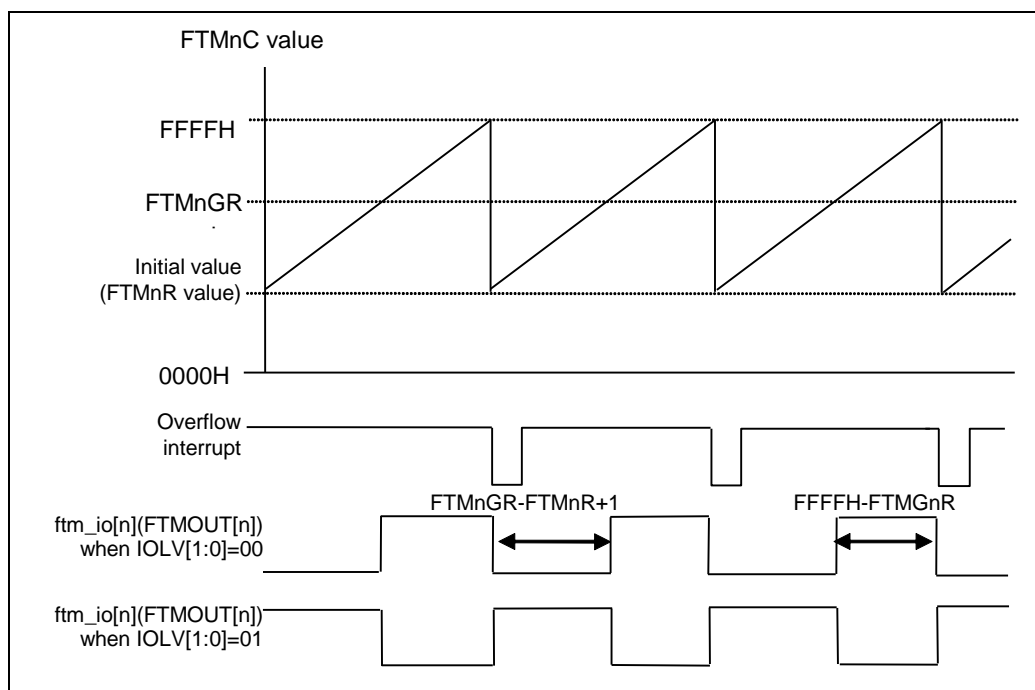 FTMnC value
FFFFH
FTMnGR
Initial value
(FTMnR value)
0000H
Overflow
interrupt
FTMnGR-FTMnR+1
FFFFH-FTMGnR
ftm_io[n](FTMOUT[n])
when IOLV[1:0]=00
ftm_io[n](FTMOUT[n])
when IOLV[1:0]=01